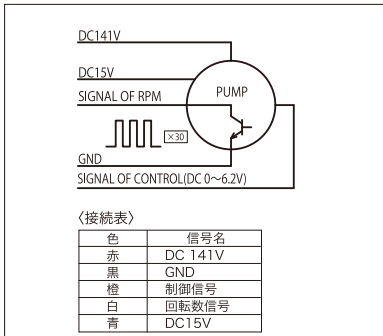 DC141V
DC15V
PUMP
SIGNAL OF RPM
×30
GND
SIGNAL OF CONTROL(DC 0～6.2V)
〈接続表〉
色 信号名
赤 DC 141V
黒 GND
橙 制御信号
白 回転数信号
青 DC15V